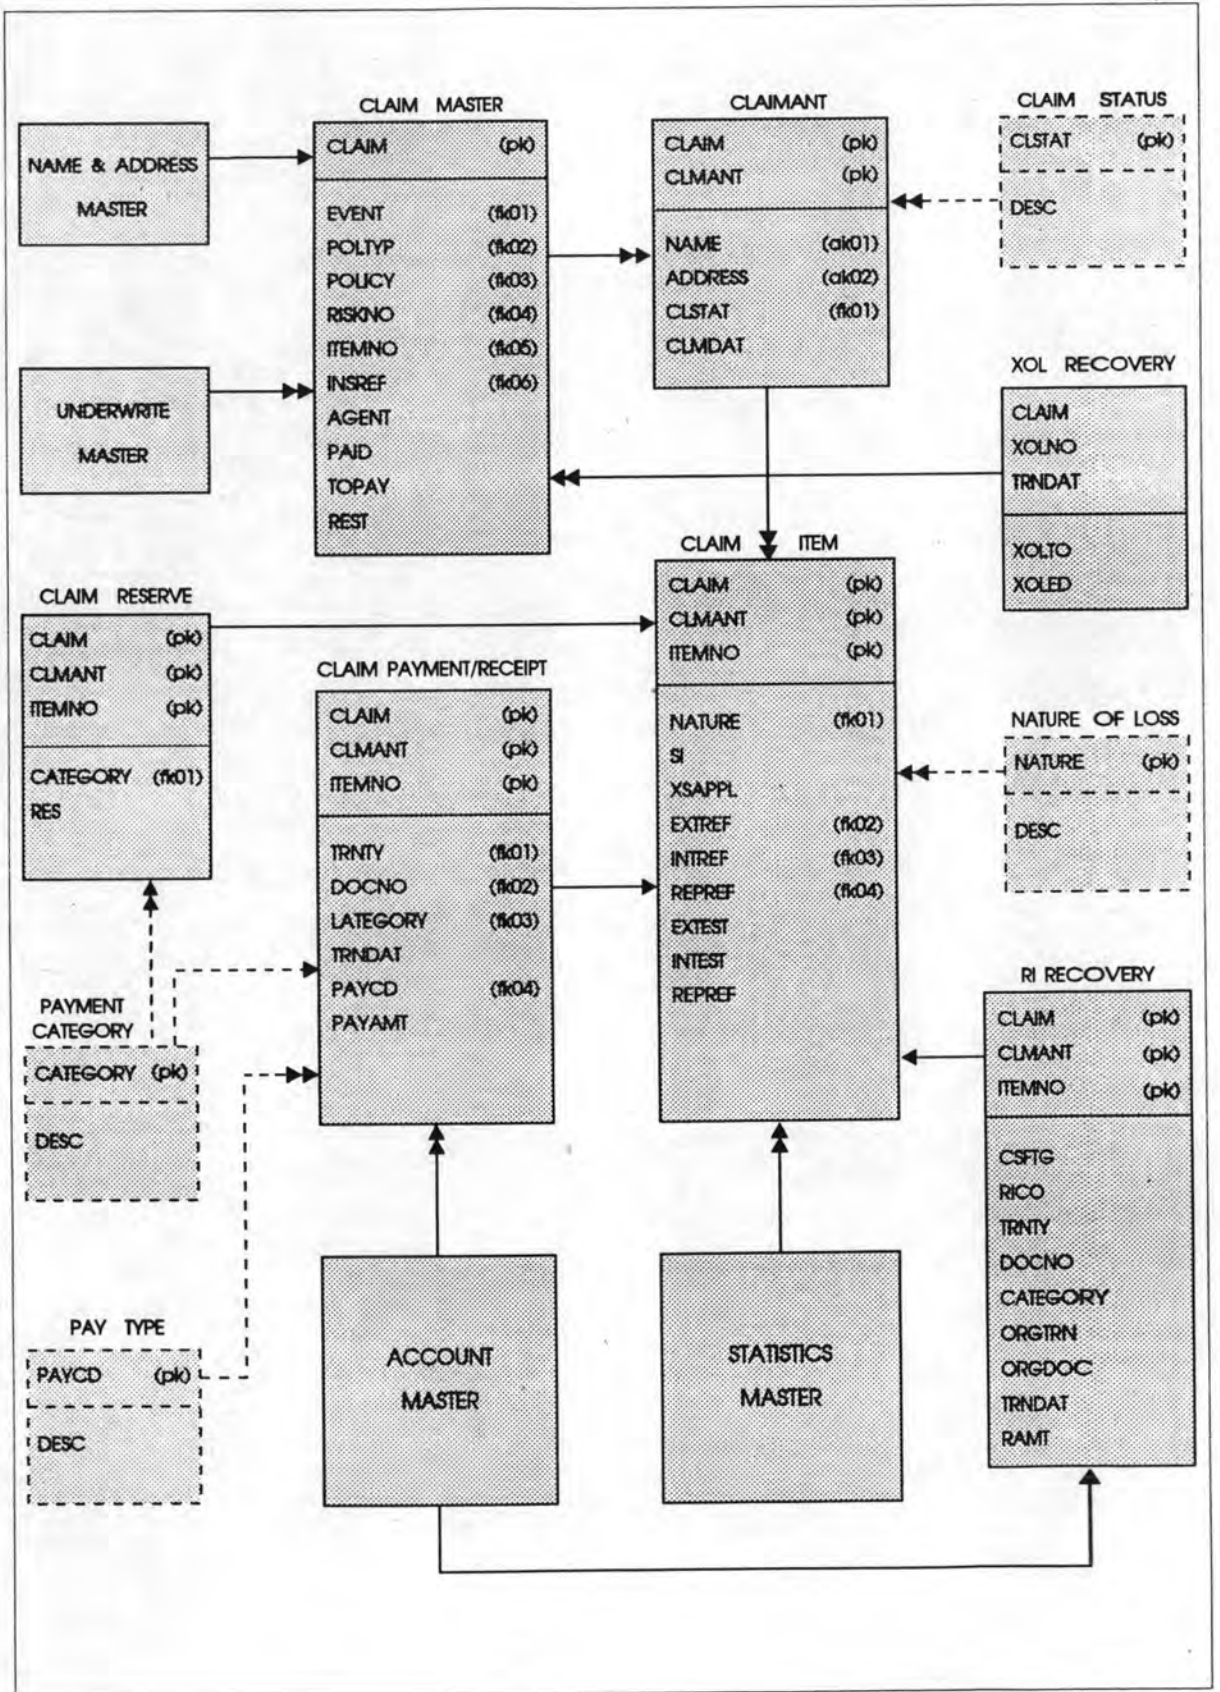 CLAIM MASTER
CLAIM (pk)
EVENT (fk01)
POLTYP (fk02)
POLICY (fk03)
RISKNO (fk04)
ITEMNO (fk05)
INSREF (fk06)
AGENT
PAID
TOPAY
REST
CLAIMANT
CLAIM (pk)
CLMANT (pk)
NAME (ak01)
ADDRESS (ak02)
CLSTAT (fk01)
CLMDAT
CLAIM STATUS
CLSTAT (pk)
DESC
NAME & ADDRESS
MASTER
UNDERWRITE
MASTER
XOL RECOVERY
CLAIM
XOLNO
TRNDAT
XOLTO
XOLED
CLAIM RESERVE
CLAIM (pk)
CLMANT (pk)
ITEMNO (pk)
CATEGORY (fk01)
RES
CLAIM PAYMENT/RECEIPT
CLAIM (pk)
CLMANT (pk)
ITEMNO (pk)
TRNTY (fk01)
DOCNO (fk02)
LATEGORY (fk03)
TRNDAT
PAYCD (fk04)
PAYAMT
CLAIM ITEM
CLAIM (pk)
CLMANT (pk)
ITEMNO (pk)
NATURE (fk01)
SI
XSAPPL
EXTREF (fk02)
INTREF (fk03)
REPREF (fk04)
EXTEST
INTEST
REPREF
NATURE OF LOSS
NATURE (pk)
DESC
PAYMENT
CATEGORY
CATEGORY (pk)
DESC
RI RECOVERY
CLAIM (pk)
CLMANT (pk)
ITEMNO (pk)
CSFTG
RICO
TRNTY
DOCNO
CATEGORY
ORGTRN
ORGDOC
TRNDAT
RAMT
PAY TYPE
PAYCD (pk)
DESC
ACCOUNT
MASTER
STATISTICS
MASTER